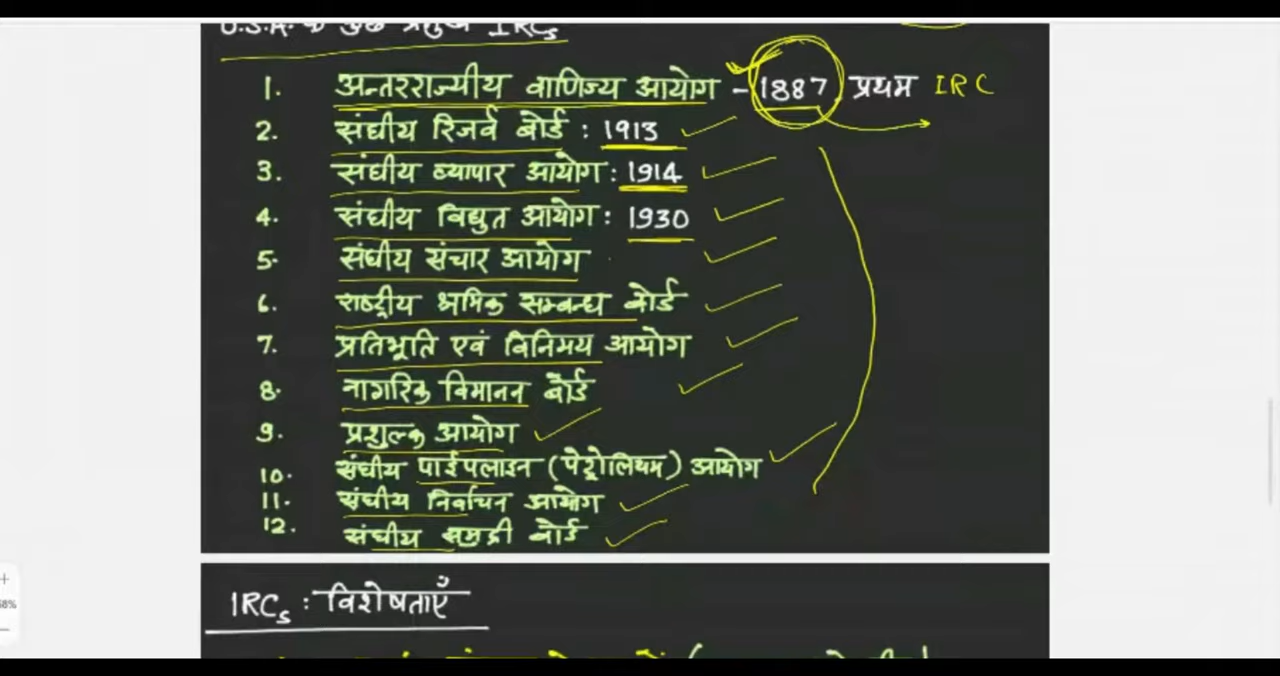 U.S.A. के कुछ प्रमुख IRCs
1. अन्तरराज्यीय वाणिज्य आयोग - 1887 प्रथम IRC
2. संघीय रिजर्व बोर्ड : 1913
3. संघीय व्यापार आयोग : 1914
4. संघीय विद्युत आयोग : 1930
5. संघीय संचार आयोग
6. राष्ट्रीय श्रमिक सम्बन्ध बोर्ड
7. प्रतिभूति एवं विनिमय आयोग
8. नागरिक विमानन बोर्ड
9. प्रशुल्क आयोग
10. संघीय पाईपलाइन (पेट्रोलियम) आयोग
11. संघीय निर्वाचन आयोग
12. संघीय समुद्री बोर्ड
IRCs : विशेषताएँ